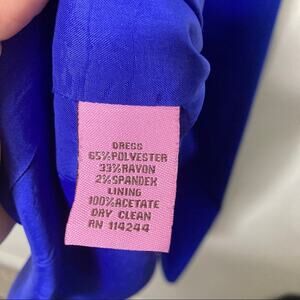 DRESS
65%POLYESTER
33%RAYON
2%SPANDEX
LINING
100%ACETATE
DRY CLEAN
RN 114244